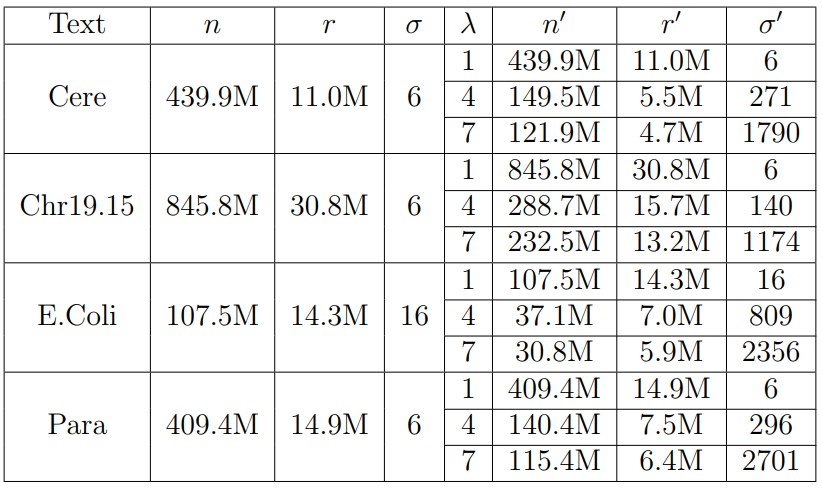 Text n r σ λ n′ r′ σ′
Cere 439.9M 11.0M 6 1 439.9M 11.0M 6
4 149.5M 5.5M 271
7 121.9M 4.7M 1790
Chr19.15 845.8M 30.8M 6 1 845.8M 30.8M 6
4 288.7M 15.7M 140
7 232.5M 13.2M 1174
E.Coli 107.5M 14.3M 16 1 107.5M 14.3M 16
4 37.1M 7.0M 809
7 30.8M 5.9M 2356
Para 409.4M 14.9M 6 1 409.4M 14.9M 6
4 140.4M 7.5M 296
7 115.4M 6.4M 2701